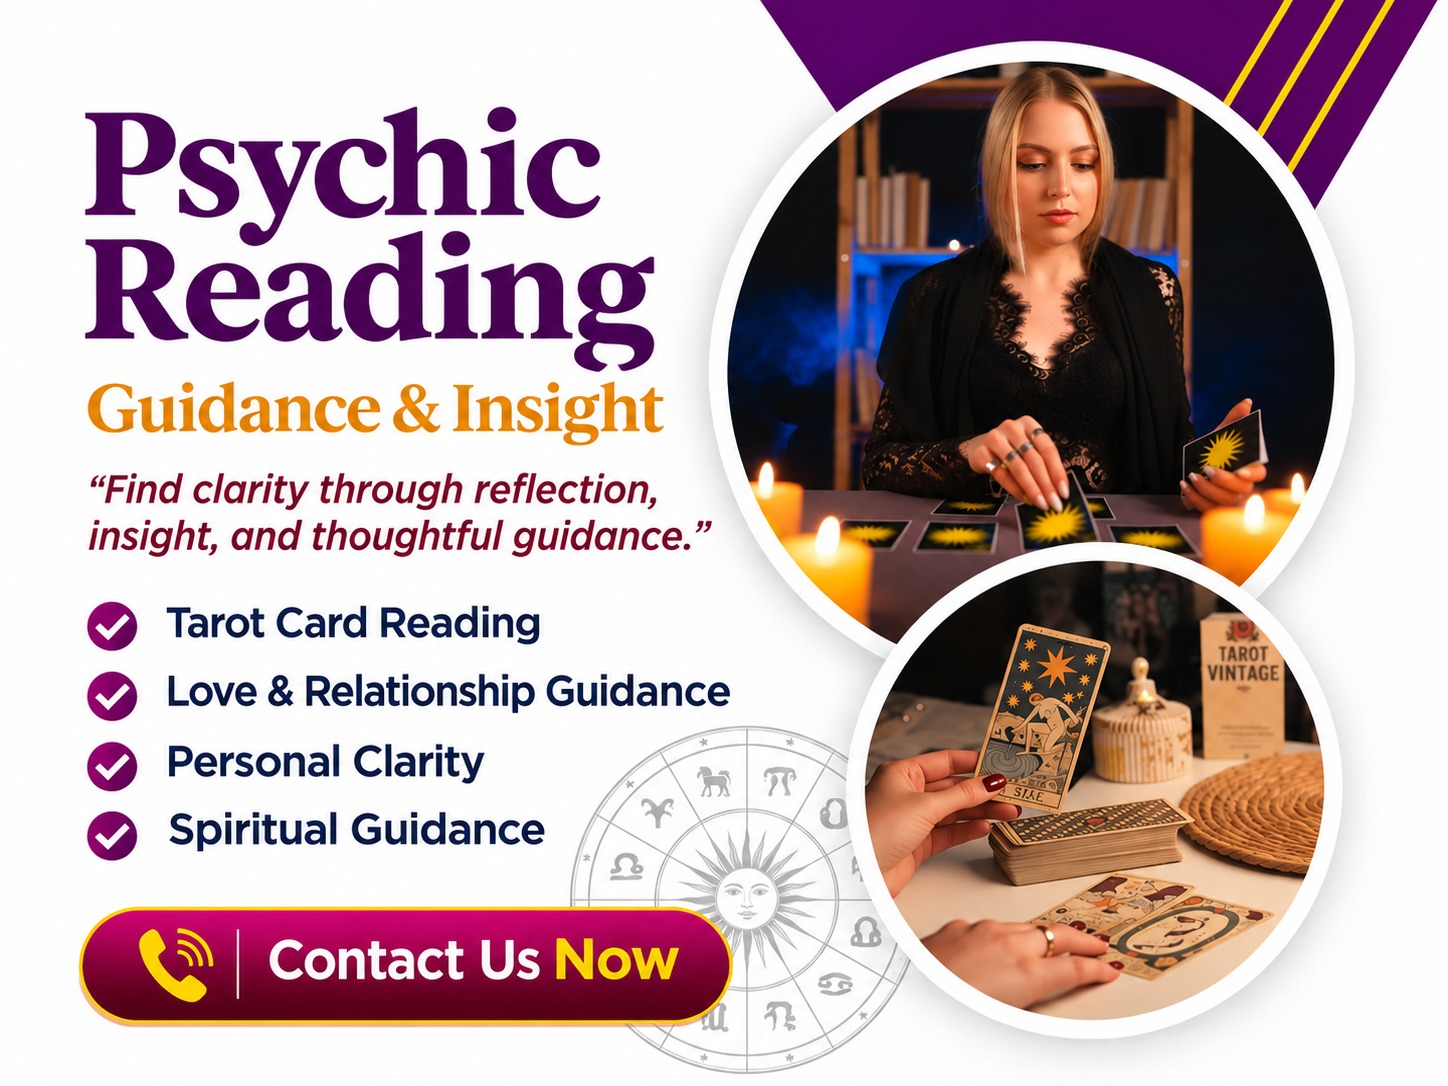 Psychic
Reading
Guidance & Insight
“Find clarity through reflection,
insight, and thoughtful guidance.”
Tarot Card Reading
Love & Relationship Guidance
Personal Clarity
Spiritual Guidance
Contact Us Now
TAROT
VINTAGE